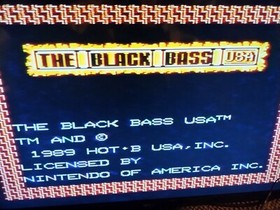 THE BLACK BASS USA
THE BLACK BASS USA™
TM AND ©
1989 HOT·B USA, INC.
LICENSED BY
NINTENDO OF AMERICA INC.